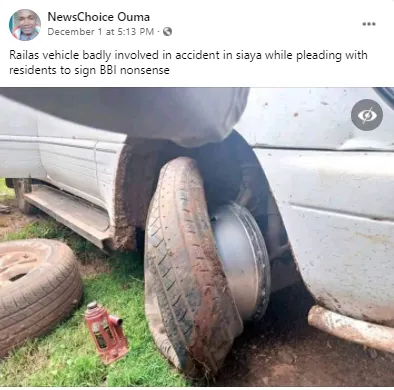 NewsChoice Ouma
December 1 at 5:13 PM ·
Railas vehicle badly involved in accident in siaya while pleading with
residents to sign BBI nonsense